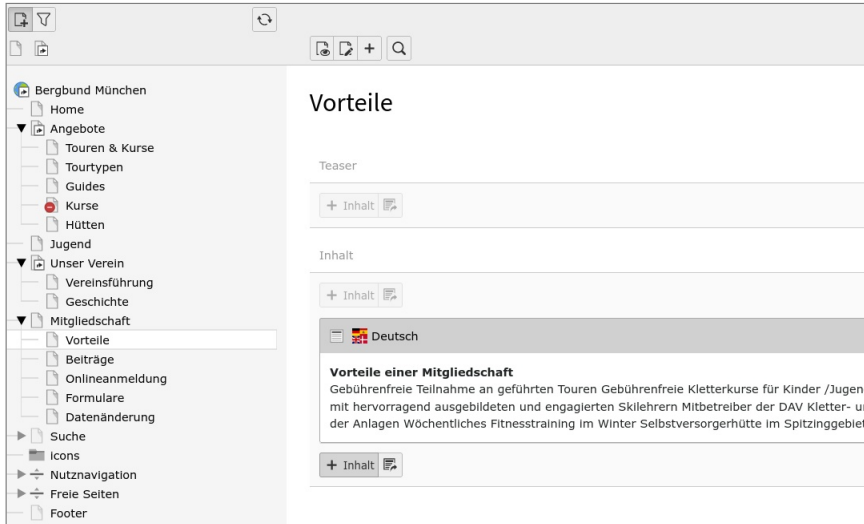 Bergbund München
Home
Angebote
Touren & Kurse
Tourtypen
Guides
Kurse
Hütten
Jugend
Unser Verein
Vereinsführung
Geschichte
Mitgliedschaft
Vorteile
Beiträge
Onlineanmeldung
Formulare
Datenänderung
Suche
icons
Nutznavigation
Freie Seiten
Footer
Vorteile
Teaser
+ Inhalt
Inhalt
+ Inhalt
Deutsch
Vorteile einer Mitgliedschaft
Gebührenfreie Teilnahme an geführten Touren Gebührenfreie Kletterkurse für Kinder /Jugen
mit hervorragend ausgebildeten und engagierten Skilehrern Mitbetreiber der DAV Kletter- u
der Anlagen Wöchentliches Fitnesstraining im Winter Selbstversorgerhütte im Spitzinggebiet
+ Inhalt